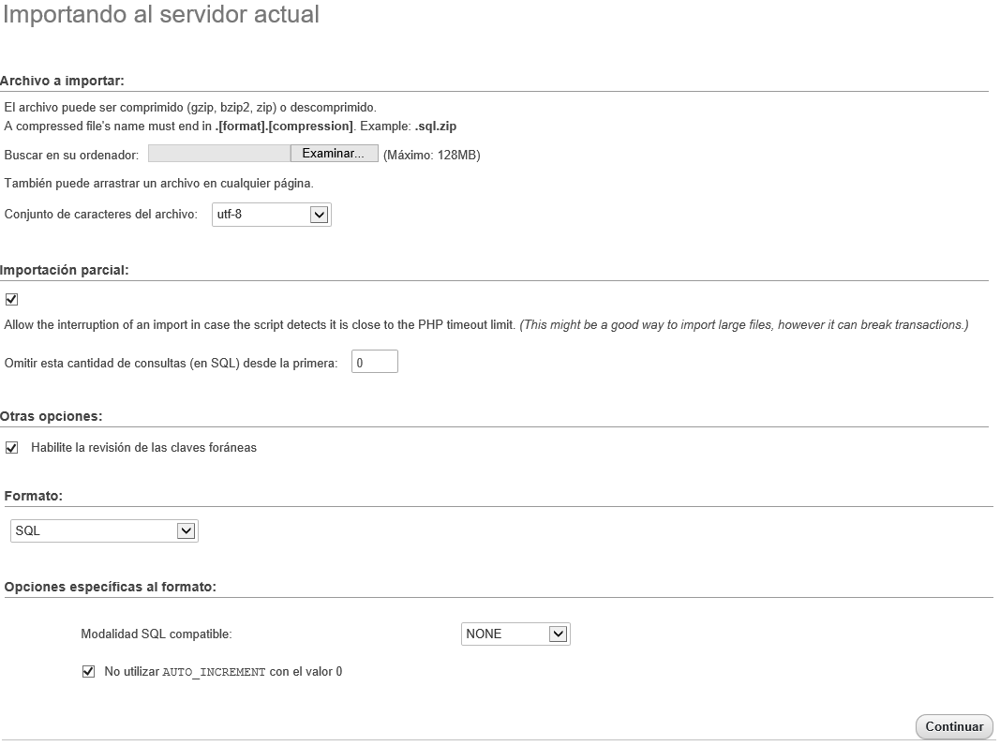 Importando al servidor actual
Archivo a importar:
El archivo puede ser comprimido (gzip, bzip2, zip) o descomprimido.
A compressed file's name must end in .[format].[compression]. Example: .sql.zip
Buscar en su ordenador: Examinar... (Máximo: 128MB)
También puede arrastrar un archivo en cualquier página.
Conjunto de caracteres del archivo: utf-8
Importación parcial:
Allow the interruption of an import in case the script detects it is close to the PHP timeout limit. (This might be a good way to import large files, however it can break transactions.)
Omitir esta cantidad de consultas (en SQL) desde la primera: 0
Otras opciones:
Habilite la revisión de las claves foráneas
Formato:
SQL
Opciones específicas al formato:
Modalidad SQL compatible: NONE
No utilizar AUTO_INCREMENT con el valor 0
Continuar